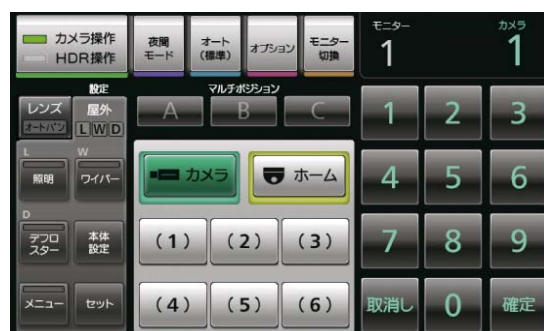 カメラ操作
HDR操作
夜間
モード
オート
(標準)
オプション
モニター
切換
モニター
1
カメラ
1
設定
マルチポジション
レンズ
オートパン
屋外
L W D
A
B
C
1
2
3
L
W
照明
ワイパー
カメラ
ホーム
4
5
6
D
デフロ
スター
本体
設定
(1)
(2)
(3)
7
8
9
メニュー
セット
(4)
(5)
(6)
取消し
0
確定